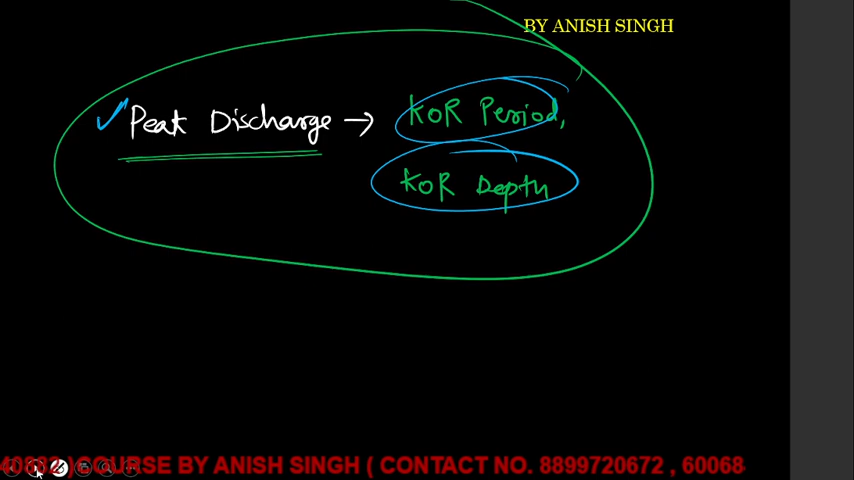 BY ANISH SINGH
Peak Discharge → KOR Period,
KOR Depth
COURSE BY ANISH SINGH ( CONTACT NO. 8899720672 , 60068